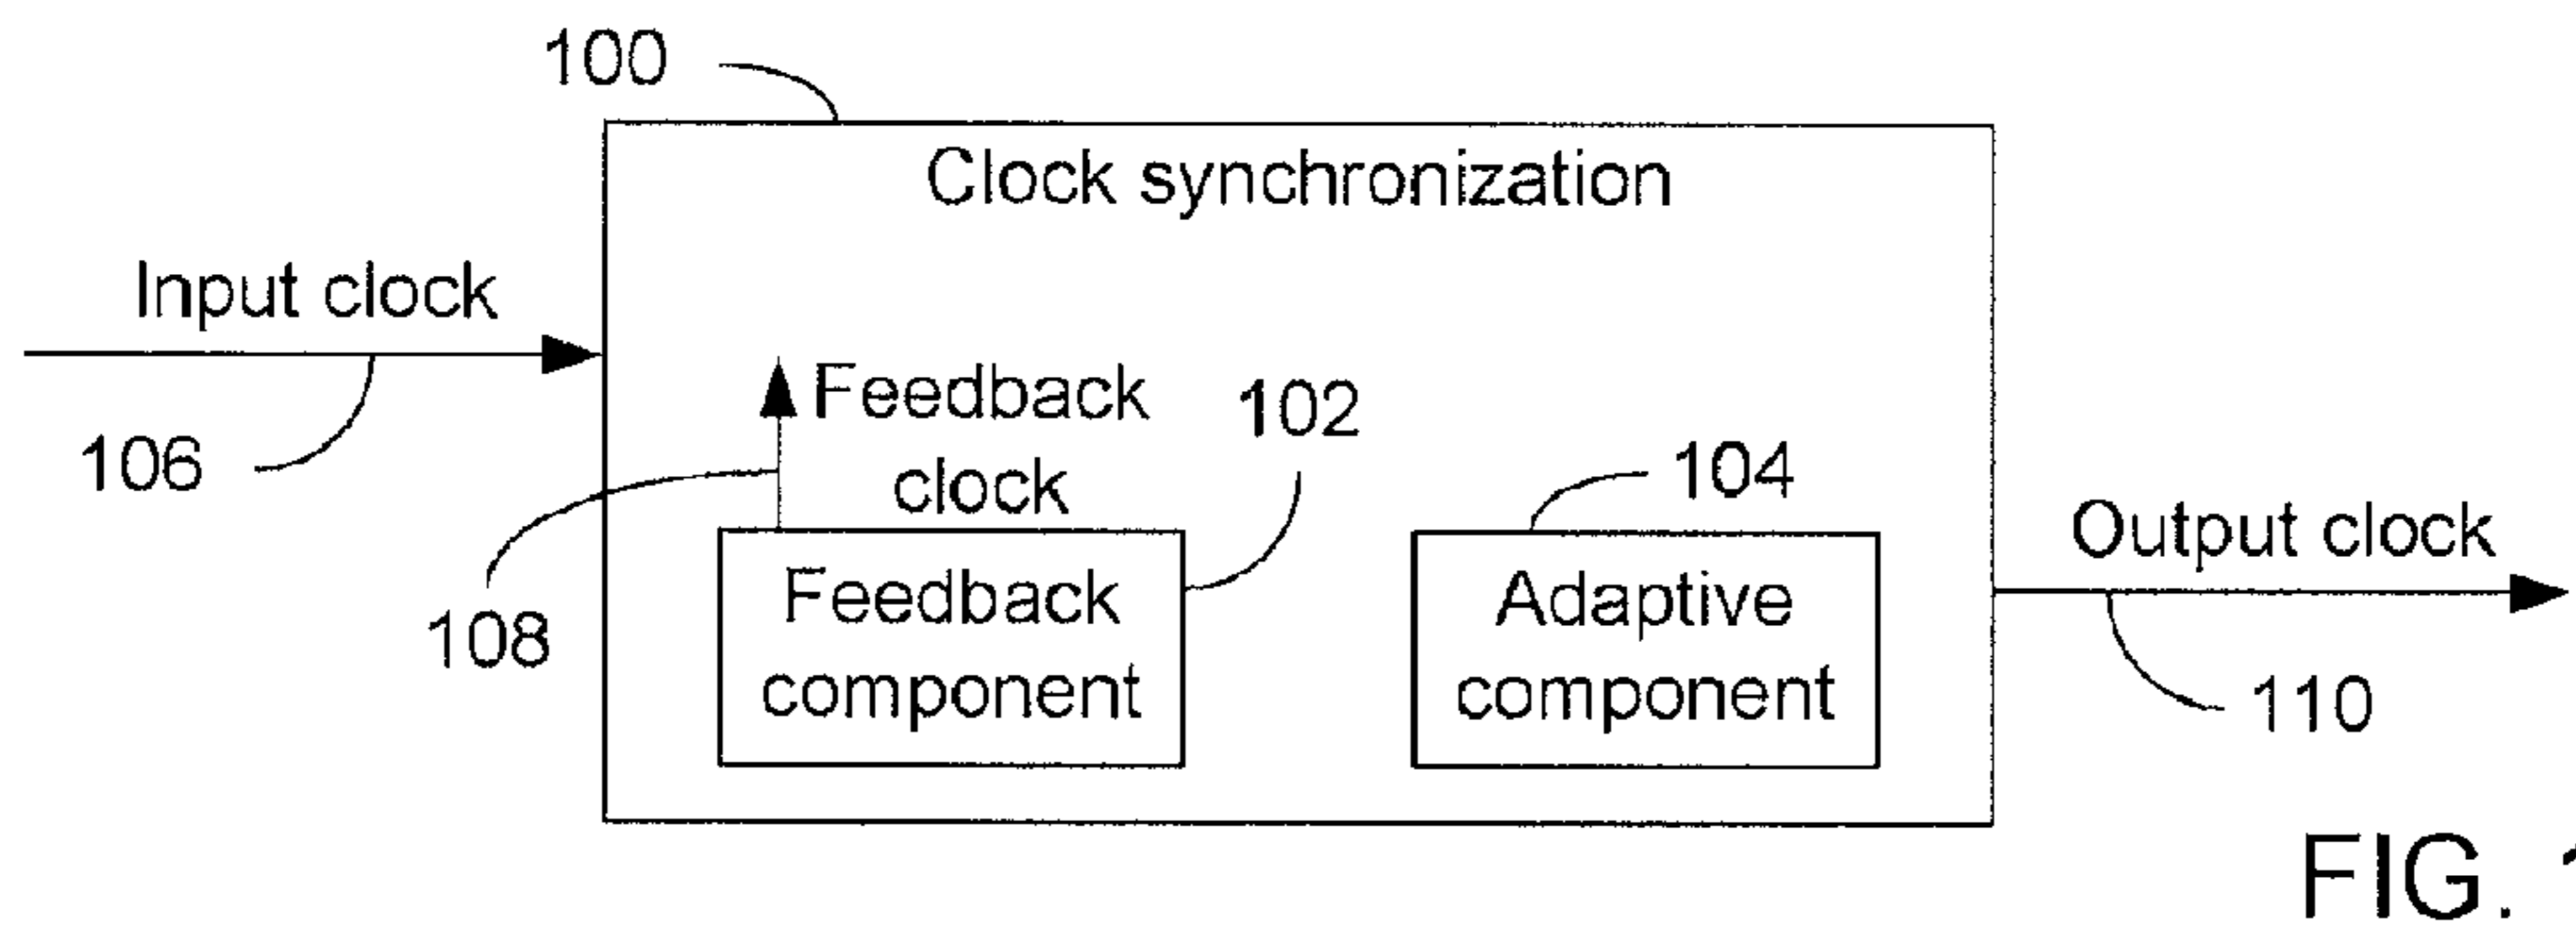 100
Clock synchronization
Input clock
106
Feedback
clock
102
104
108
Feedback
component
Adaptive
component
Output clock
110
FIG. 1